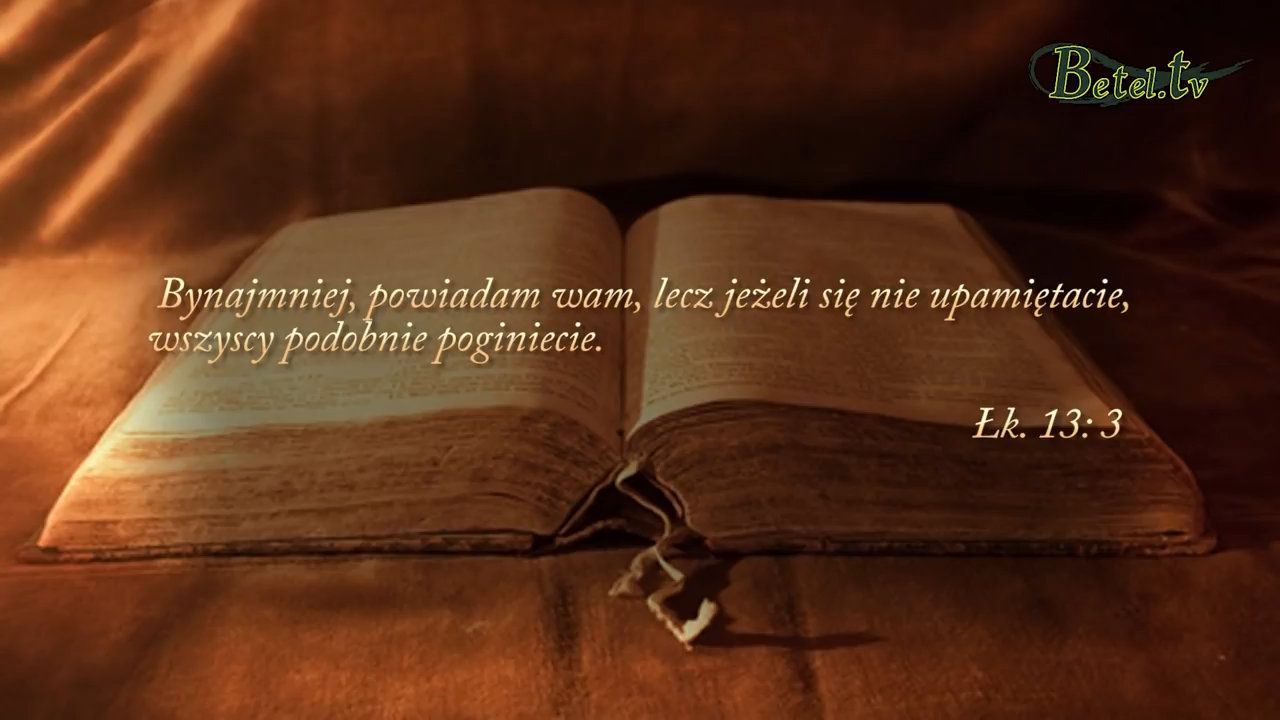 Betel.tv
Bynajmniej, powiadam wam, lecz jeżeli się nie upamiętacie,
wszyscy podobnie poginiecie.
Łk. 13: 3